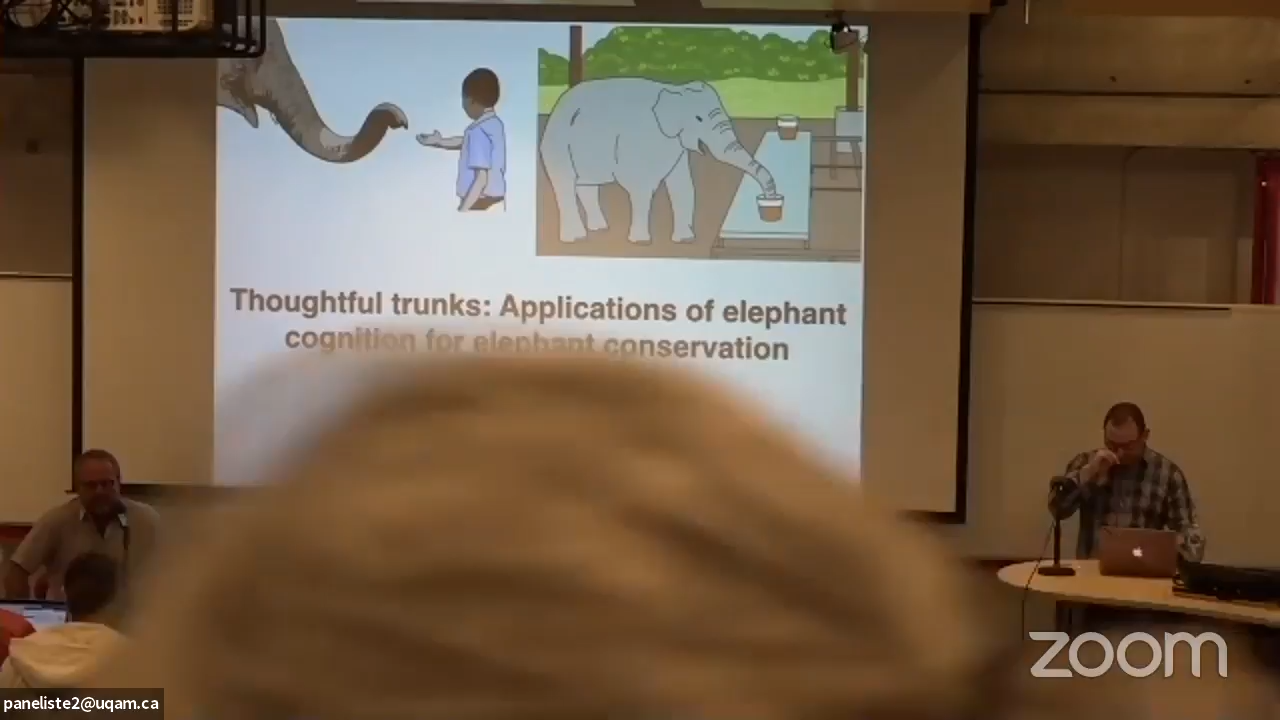 Thoughtful trunks: Applications of elephant
cognition for elephant conservation
zoom
paneliste2@uqam.ca